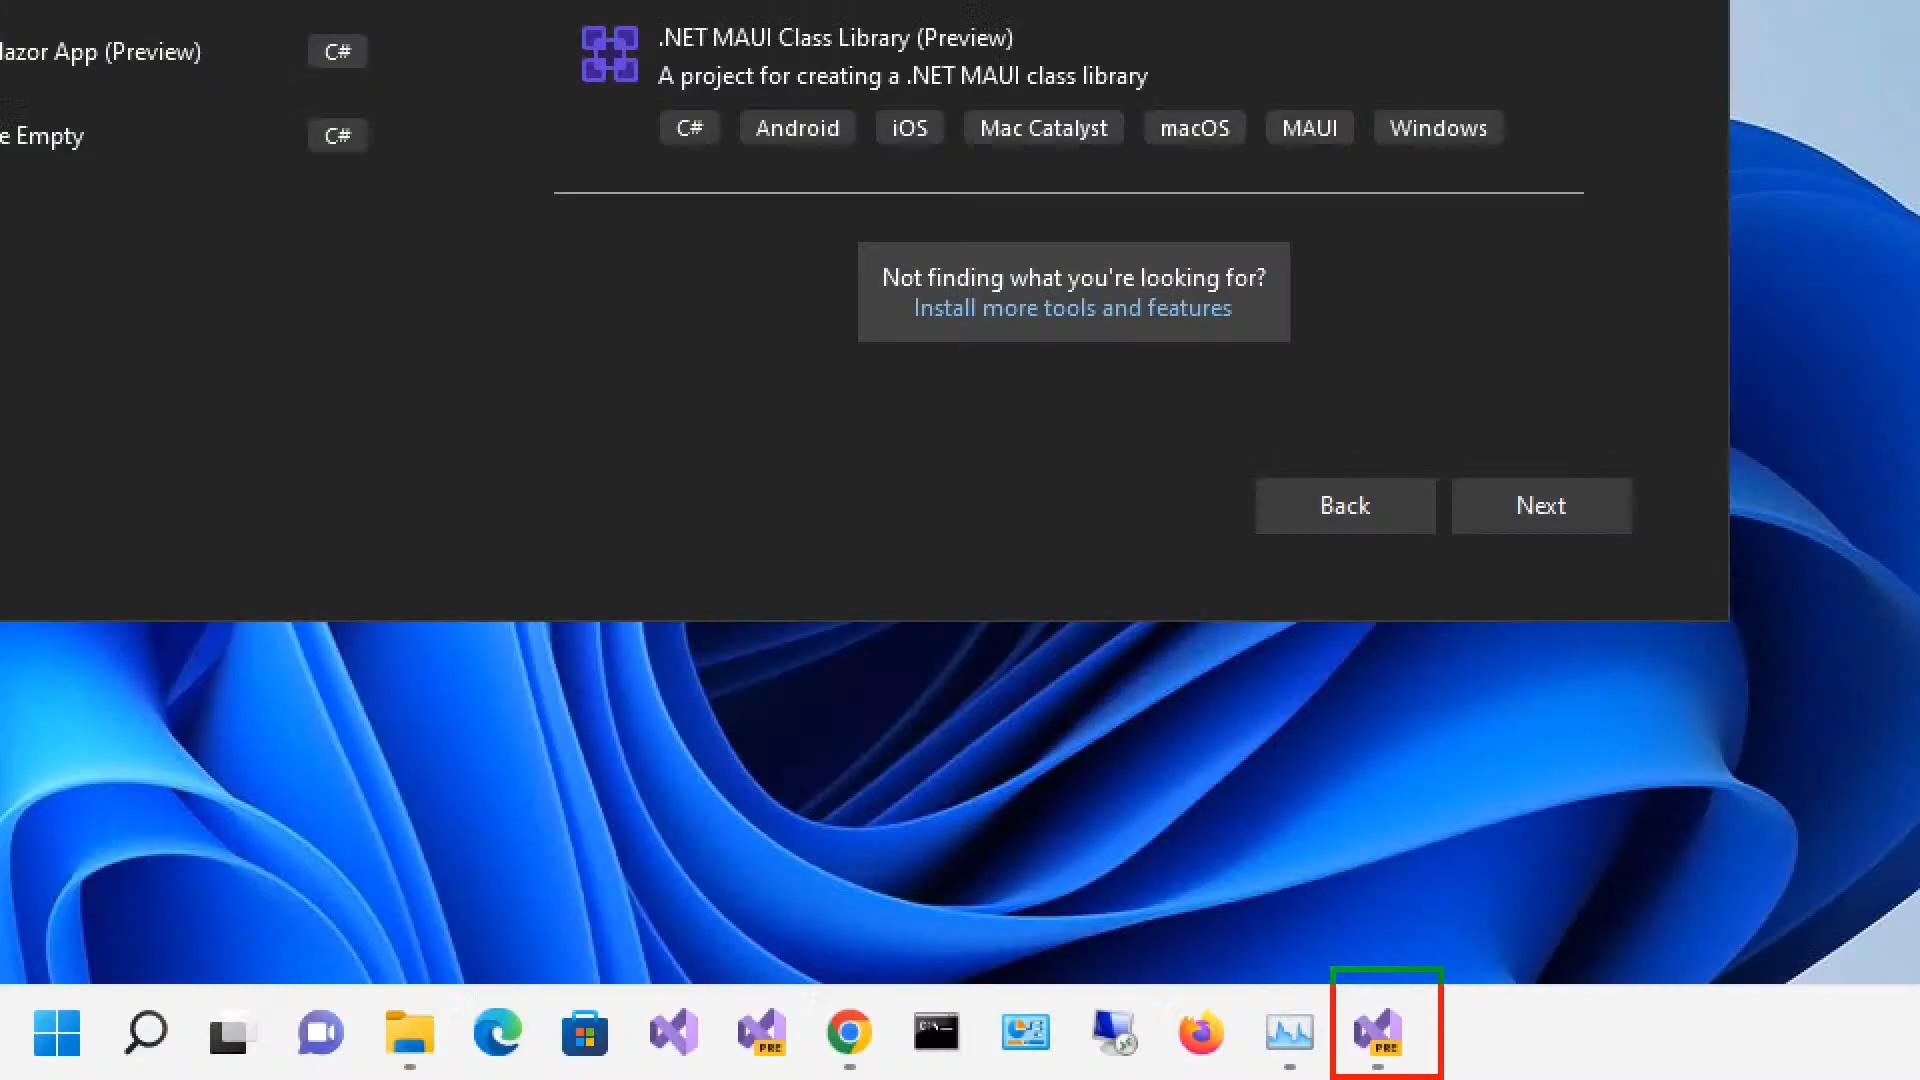 lazor App (Preview)
C#
e Empty
C#
.NET MAUI Class Library (Preview)
A project for creating a .NET MAUI class library
C# Android iOS Mac Catalyst macOS MAUI Windows
Not finding what you're looking for?
Install more tools and features
Back Next
PRE
C:\_
PRE